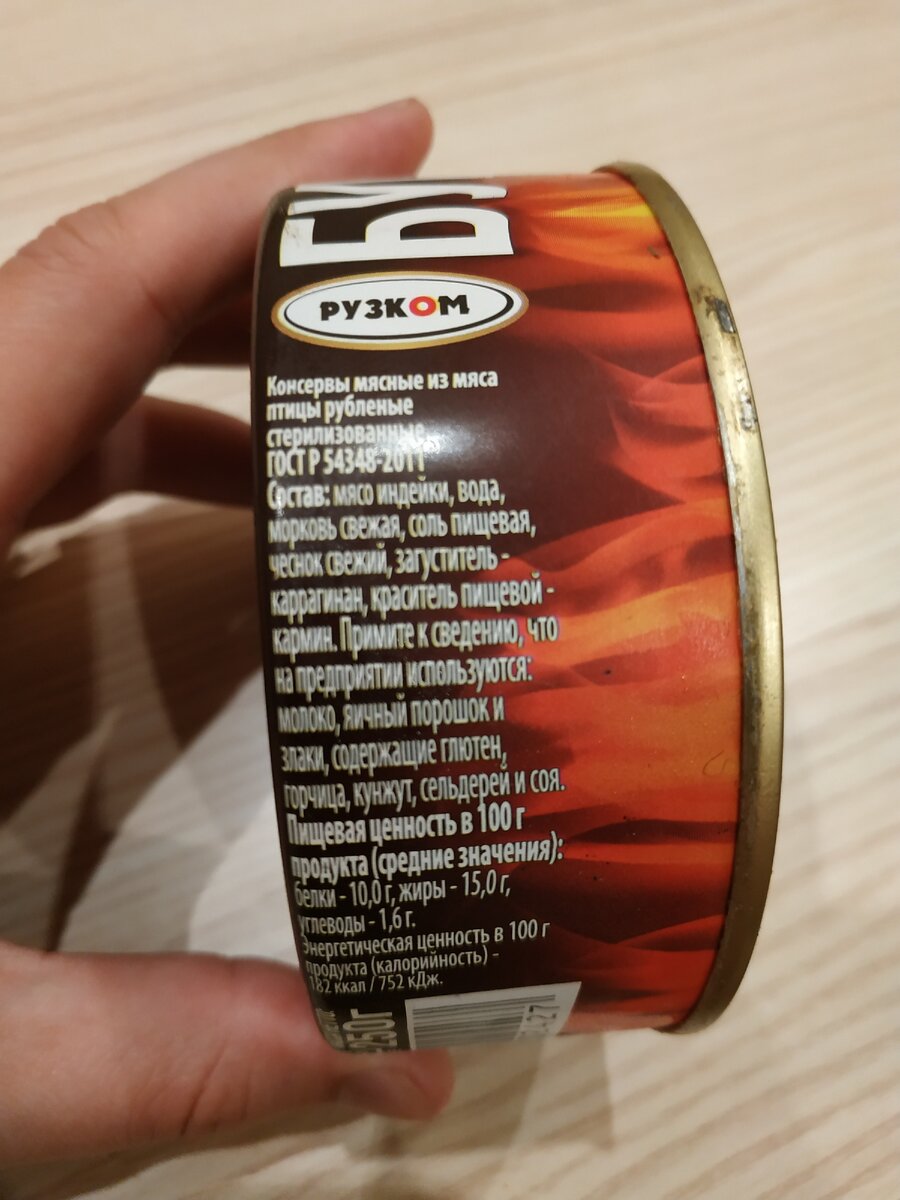 БУ
РУЗКОМ
Консервы мясные из мяса
птицы рубленые
стерилизованные
ГОСТ Р 54348-2011
Состав: мясо индейки, вода,
морковь свежая, соль пищевая,
чеснок свежий, загуститель -
каррагинан, краситель пищевой -
кармин. Примите к сведению, что
на предприятии используются:
молоко, яичный порошок и
злаки, содержащие глютен,
горчица, кунжут, сельдерей и соя.
Пищевая ценность в 100 г
продукта (средние значения):
белки - 10,0 г, жиры - 15,0 г,
углеводы - 1,6 г.
Энергетическая ценность в 100 г
продукта (калорийность) -
182 ккал / 752 кДж.
250г